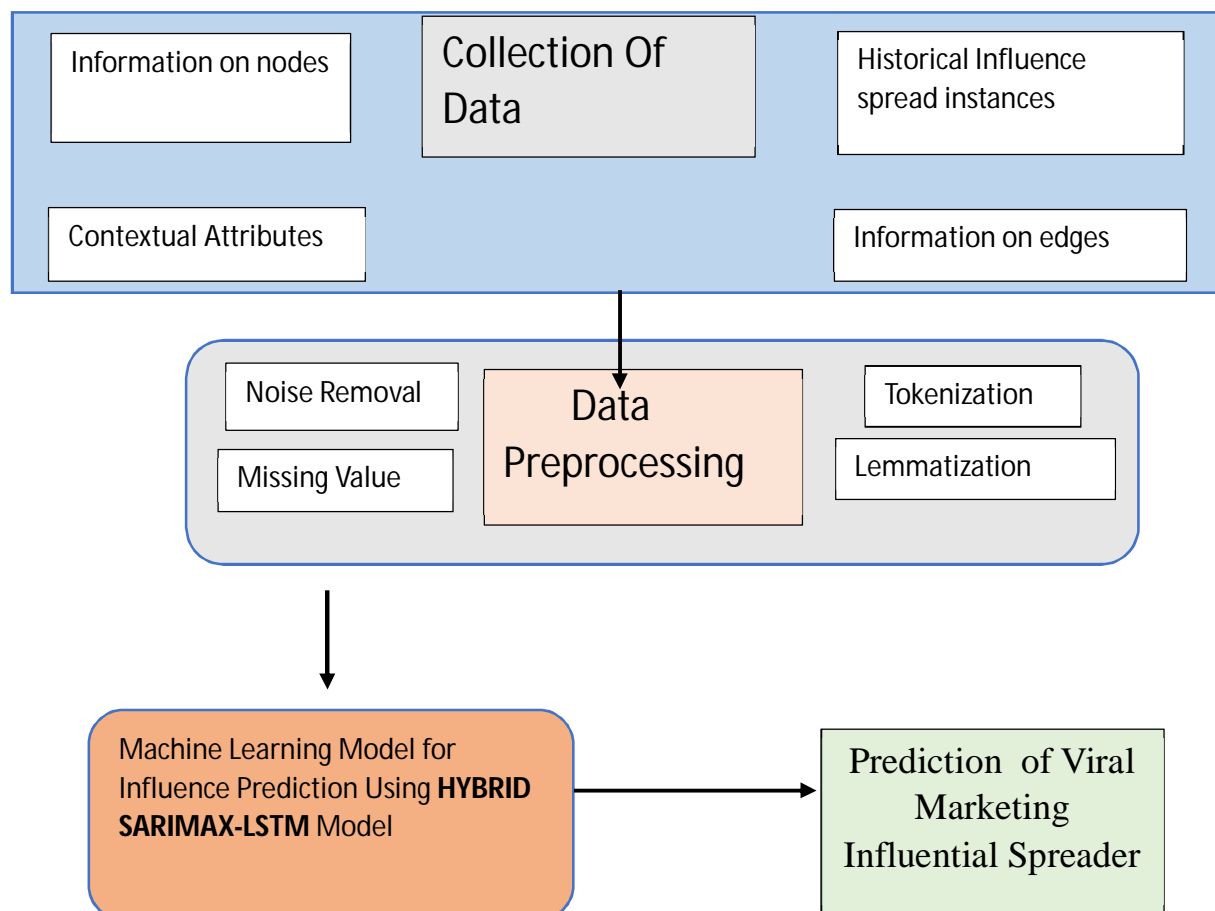 Information on nodes
Collection Of
Data
Historical Influence
spread instances
Contextual Attributes
Information on edges
Noise Removal
Missing Value
Data
Preprocessing
Tokenization
Lemmatization
Machine Learning Model for
Influence Prediction Using HYBRID
SARIMAX-LSTM Model
Prediction of Viral
Marketing
Influential Spreader